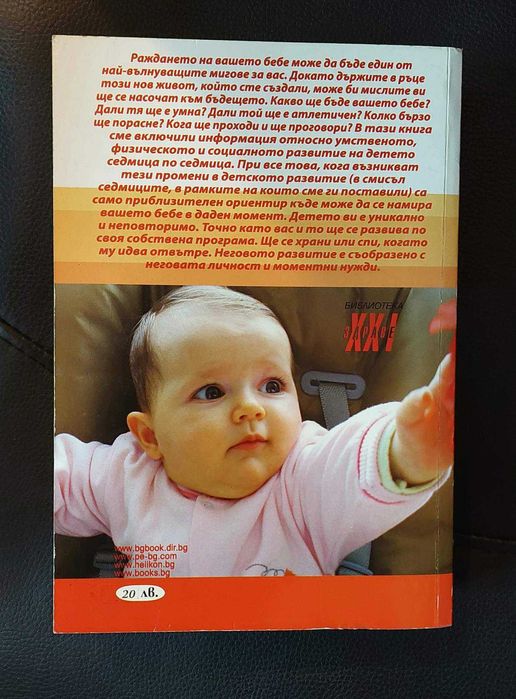 Раждането на вашето бебе може да бъде един от
най-вълнуващите мигове за вас. Докато държите в ръце
този нов живот, който сте създали, може би мислите ви
ще се насочат към бъдещето. Какво ще бъде вашето бебе?
Дали тя ще е умна? Дали той ще е атлетичен? Колко бързо
ще порасне? Кога ще проходи и ще проговори? В тази книга
сме включили информация относно умственото,
физическото и социалното развитие на детето
седмица по седмица. При все това, кога възникват
тези промени в детското развитие (в смисъл
седмиците, в рамките на които сме ги поставили) са
само приблизителен ориентир къде може да се намира
вашето бебе в даден момент. Детето ви е уникално
и неповторимо. Точно като вас и то ще се развива по
своя собствена програма. Ще се храни или спи, когато
му идва отвътре. Неговото развитие е съобразено с
неговата личност и моментни нужди.
БИБЛИОТЕКА
ЗДРАВЕ
XXI
www.bgbook.dir.bg
www.pe-bg.com
www.helikon.bg
www.books.bg
20 лв.